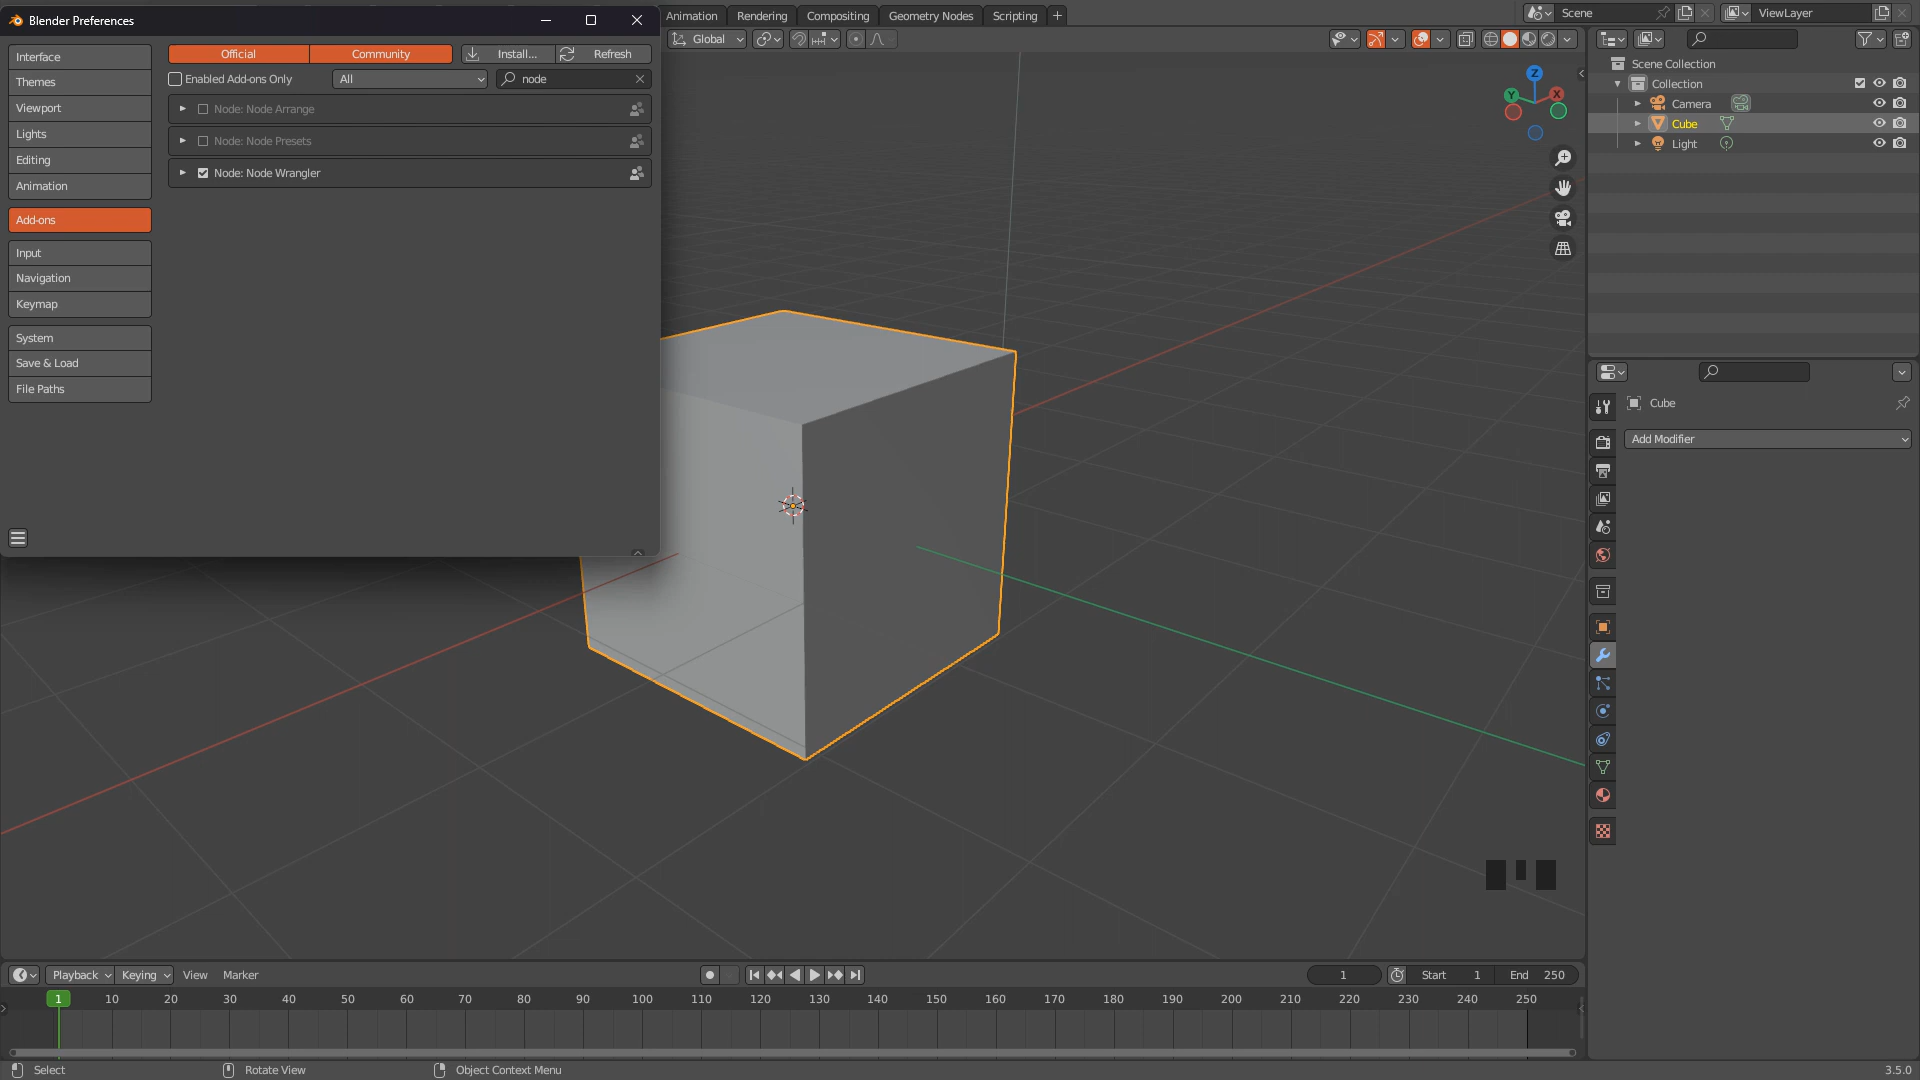 Blender Preferences
Animation Rendering Compositing Geometry Nodes Scripting
Scene ViewLayer
Global
Interface
Themes
Viewport
Lights
Editing
Animation
Add-ons
Input
Navigation
Keymap
System
Save & Load
File Paths
Official Community Install... Refresh
Enabled Add-ons Only All node
Node: Node Arrange
Node: Node Presets
Node: Node Wrangler
Z
Y
X
Scene Collection
Collection
Camera
Cube
Light
Cube
Add Modifier
Playback Keying View Marker
1 Start 1 End 250
1 10 20 30 40 50 60 70 80 90 100 110 120 130 140 150 160 170 180 190 200 210 220 230 240 250
Select Rotate View Object Context Menu 3.5.0